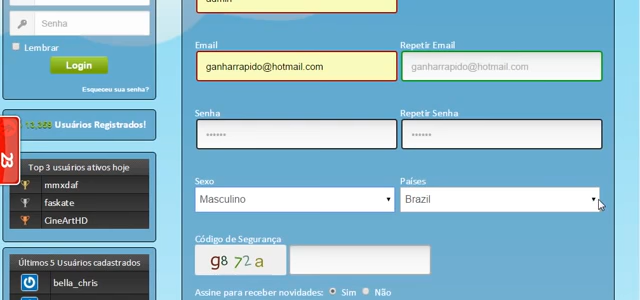 Senha
Lembrar
Login
Esqueceu sua senha?
Usuários Registrados!
Top 3 usuários ativos hoje
mmxdaf
faskate
CineArtHD
Últimos 5 Usuários cadastrados
bella_chris
Email
Repetir Email
ganharrapido@hotmail.com
ganharrapido@hotmail.com
Senha
Repetir Senha
••••••
••••••
Sexo
Países
Masculino
Brazil
Código de Segurança
g8 72 a
Assine para receber novidades:
Sim
Não